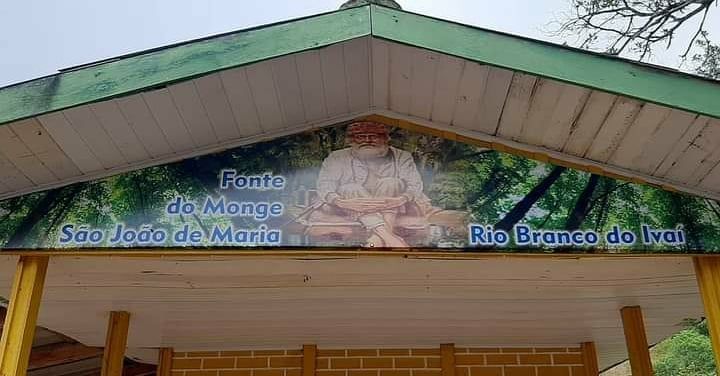 Fonte
do Monge
São João de Maria
Rio Branco do Ivaí